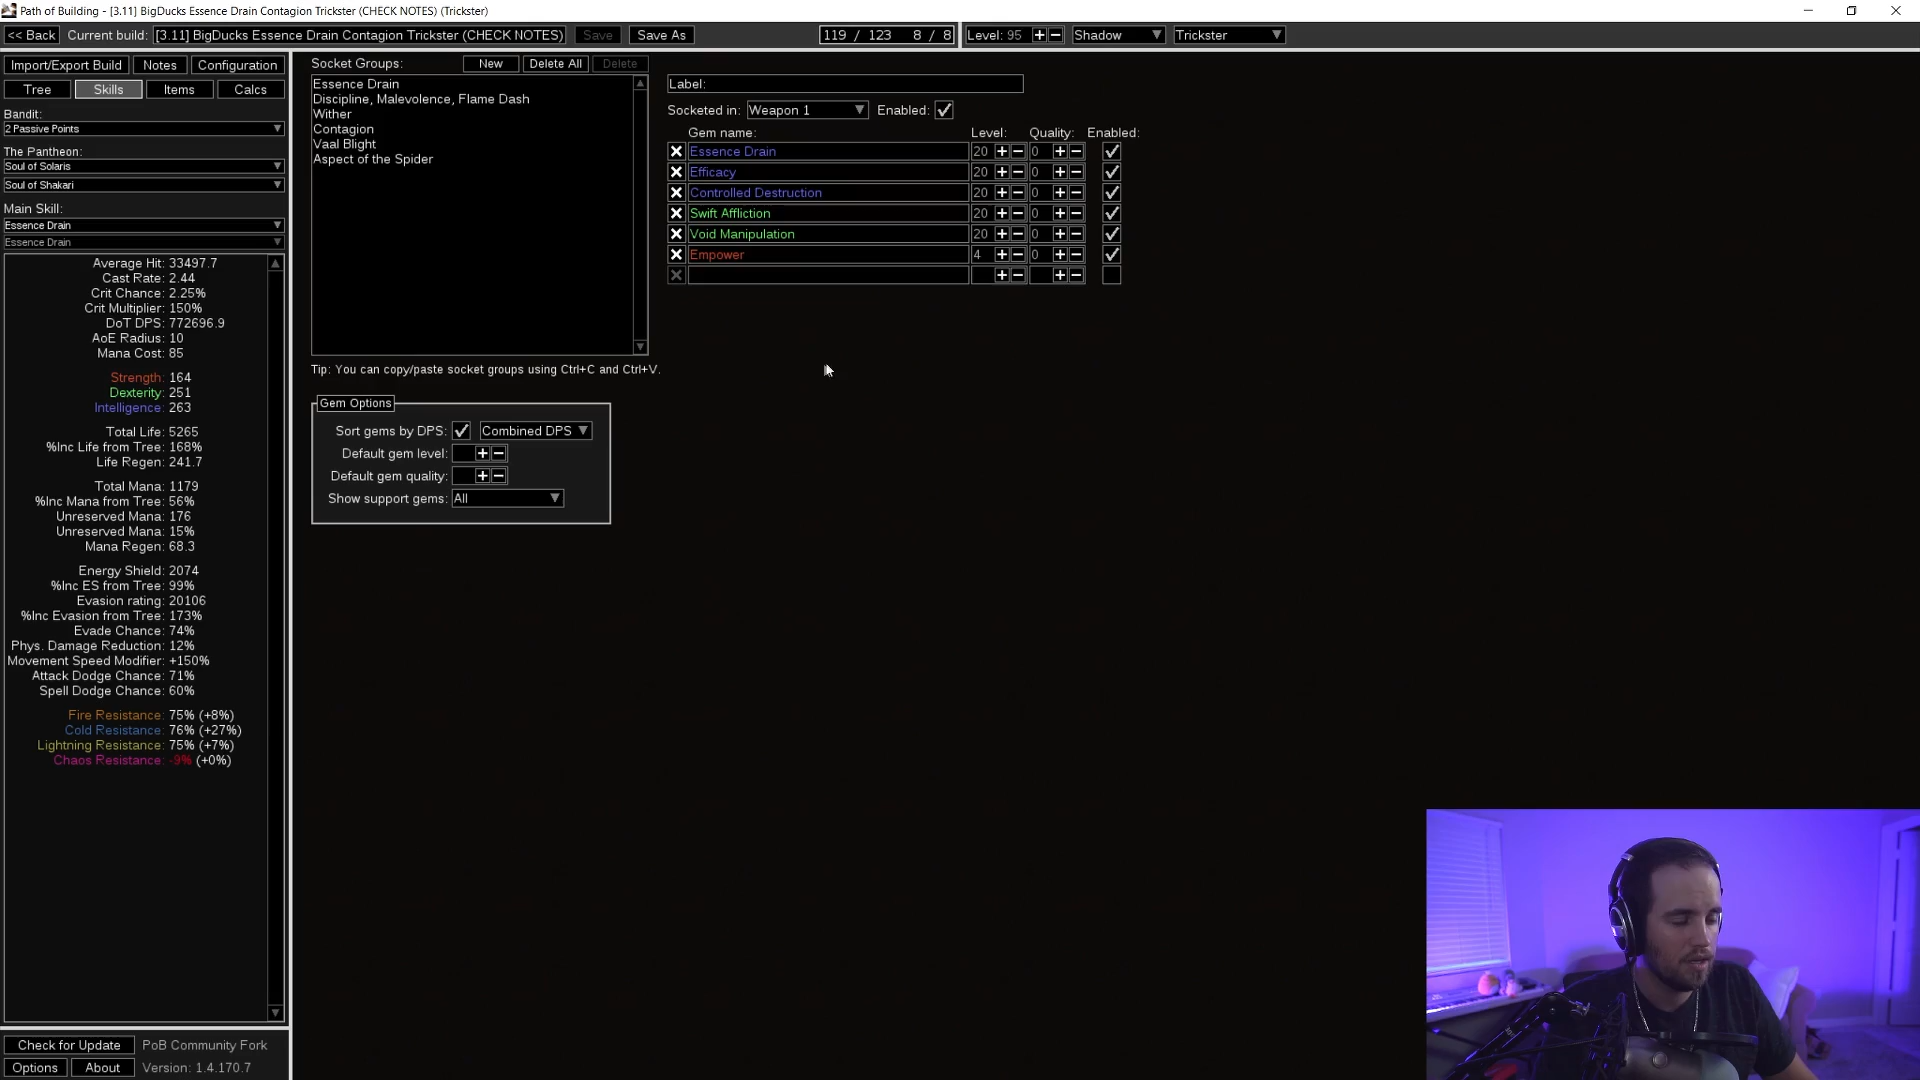 Path of Building - [3.11] BigDucks Essence Drain Contagion Trickster (CHECK NOTES) (Trickster)
<< Back Current build: [3.11] BigDucks Essence Drain Contagion Trickster (CHECK NOTES) Save Save As 119 / 123 8 / 8 Level: 95 + - Shadow Trickster
Import/Export Build Notes Configuration
Tree Skills Items Calcs
Bandit:
2 Passive Points
The Pantheon:
Soul of Solaris
Soul of Shakari
Main Skill:
Essence Drain
Essence Drain
Average Hit: 33497.7
Cast Rate: 2.44
Crit Chance: 2.25%
Crit Multiplier: 150%
DoT DPS: 772696.9
AoE Radius: 10
Mana Cost: 85
Strength: 164
Dexterity: 251
Intelligence: 263
Total Life: 5265
%Inc Life from Tree: 168%
Life Regen: 241.7
Total Mana: 1179
%Inc Mana from Tree: 56%
Unreserved Mana: 176
Unreserved Mana: 15%
Mana Regen: 68.3
Energy Shield: 2074
%Inc ES from Tree: 99%
Evasion rating: 20106
%Inc Evasion from Tree: 173%
Evade Chance: 74%
Phys. Damage Reduction: 12%
Movement Speed Modifier: +150%
Attack Dodge Chance: 71%
Spell Dodge Chance: 60%
Fire Resistance: 75% (+8%)
Cold Resistance: 76% (+27%)
Lightning Resistance: 75% (+7%)
Chaos Resistance: -9% (+0%)
Check for Update PoB Community Fork
Options About Version: 1.4.170.7
Socket Groups: New Delete All Delete
Essence Drain
Discipline, Malevolence, Flame Dash
Wither
Contagion
Vaal Blight
Aspect of the Spider
Tip: You can copy/paste socket groups using Ctrl+C and Ctrl+V.
Gem Options
Sort gems by DPS: Combined DPS
Default gem level: + -
Default gem quality: + -
Show support gems: All
Label:
Socketed in: Weapon 1 Enabled:
Gem name: Level: Quality: Enabled:
Essence Drain 20 + - 0 + -
Efficacy 20 + - 0 + -
Controlled Destruction 20 + - 0 + -
Swift Affliction 20 + - 0 + -
Void Manipulation 20 + - 0 + -
Empower 4 + - 0 + -
+ - + -